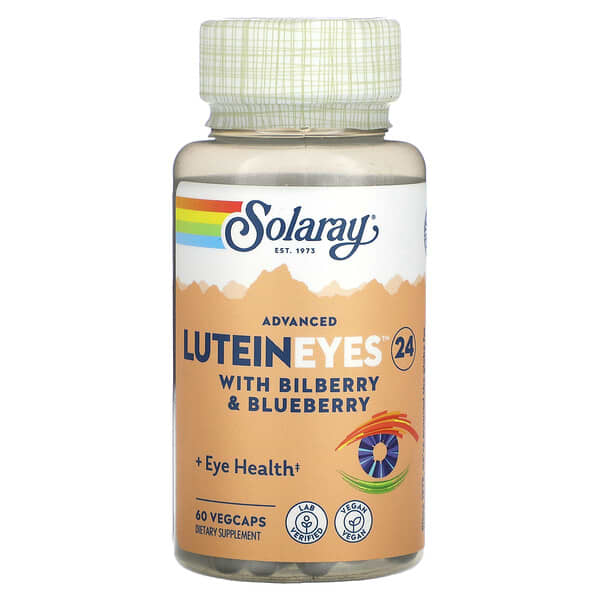 Solaray®
EST. 1973
ADVANCED
LUTEINEYES™ 24
WITH BILBERRY
& BLUEBERRY
+ Eye Health‡
60 VEGCAPS
DIETARY SUPPLEMENT
LAB VERIFIED
VEGAN VEGAN